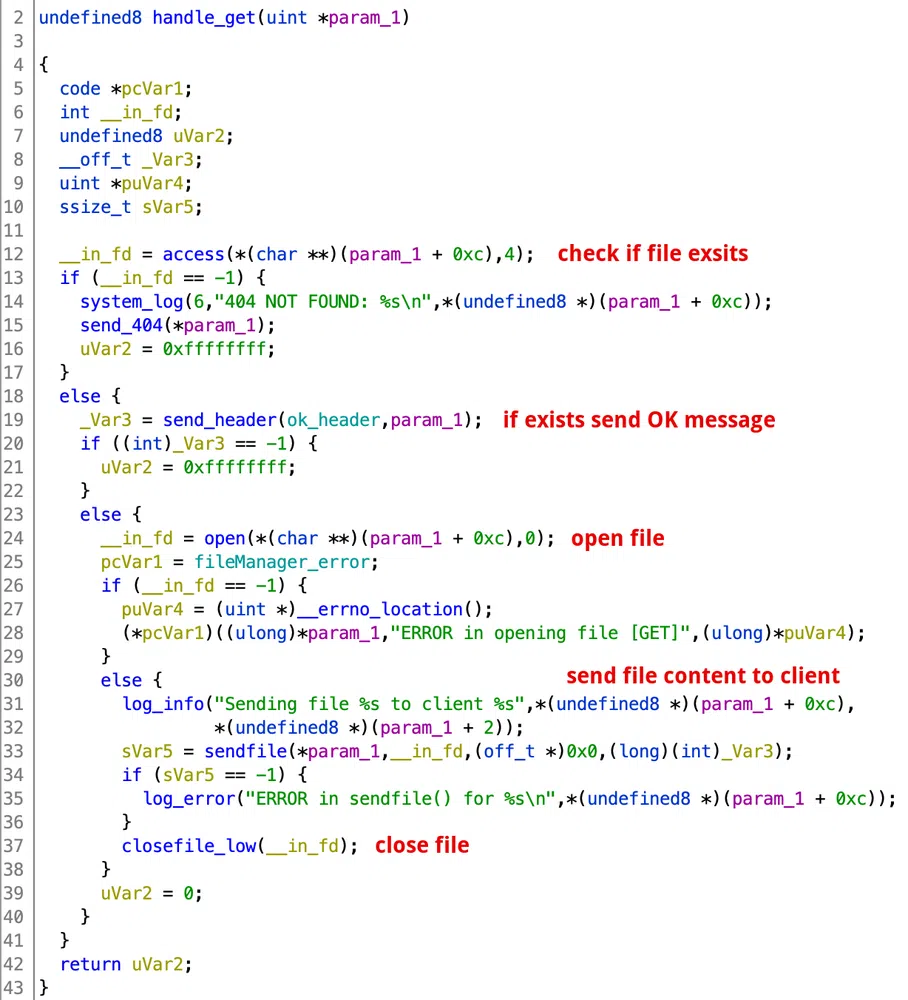 2 undefined8 handle_get(uint *param_1)
3
4 {
5 code *pcVar1;
6 int __in_fd;
7 undefined8 uVar2;
8 __off_t _Var3;
9 uint *puVar4;
10 ssize_t sVar5;
11
12 __in_fd = access(*(char **)(param_1 + 0xc),4); check if file exsits
13 if (__in_fd == -1) {
14 system_log(6,"404 NOT FOUND: %s\n",*(undefined8 *)(param_1 + 0xc));
15 send_404(*param_1);
16 uVar2 = 0xffffffff;
17 }
18 else {
19 _Var3 = send_header(ok_header,param_1); if exists send OK message
20 if ((int)_Var3 == -1) {
21 uVar2 = 0xffffffff;
22 }
23 else {
24 __in_fd = open(*(char **)(param_1 + 0xc),0); open file
25 pcVar1 = fileManager_error;
26 if (__in_fd == -1) {
27 puVar4 = (uint *)__errno_location();
28 (*pcVar1)((ulong)*param_1,"ERROR in opening file [GET]",(ulong)*puVar4);
29 }
30 else { send file content to client
31 log_info("Sending file %s to client %s",*(undefined8 *)(param_1 + 0xc),
32 *(undefined8 *)(param_1 + 2));
33 sVar5 = sendfile(*param_1,__in_fd,(off_t *)0x0,(long)(int)_Var3);
34 if (sVar5 == -1) {
35 log_error("ERROR in sendfile() for %s\n",*(undefined8 *)(param_1 + 0xc));
36 }
37 closefile_low(__in_fd); close file
38 }
39 uVar2 = 0;
40 }
41 }
42 return uVar2;
43 }